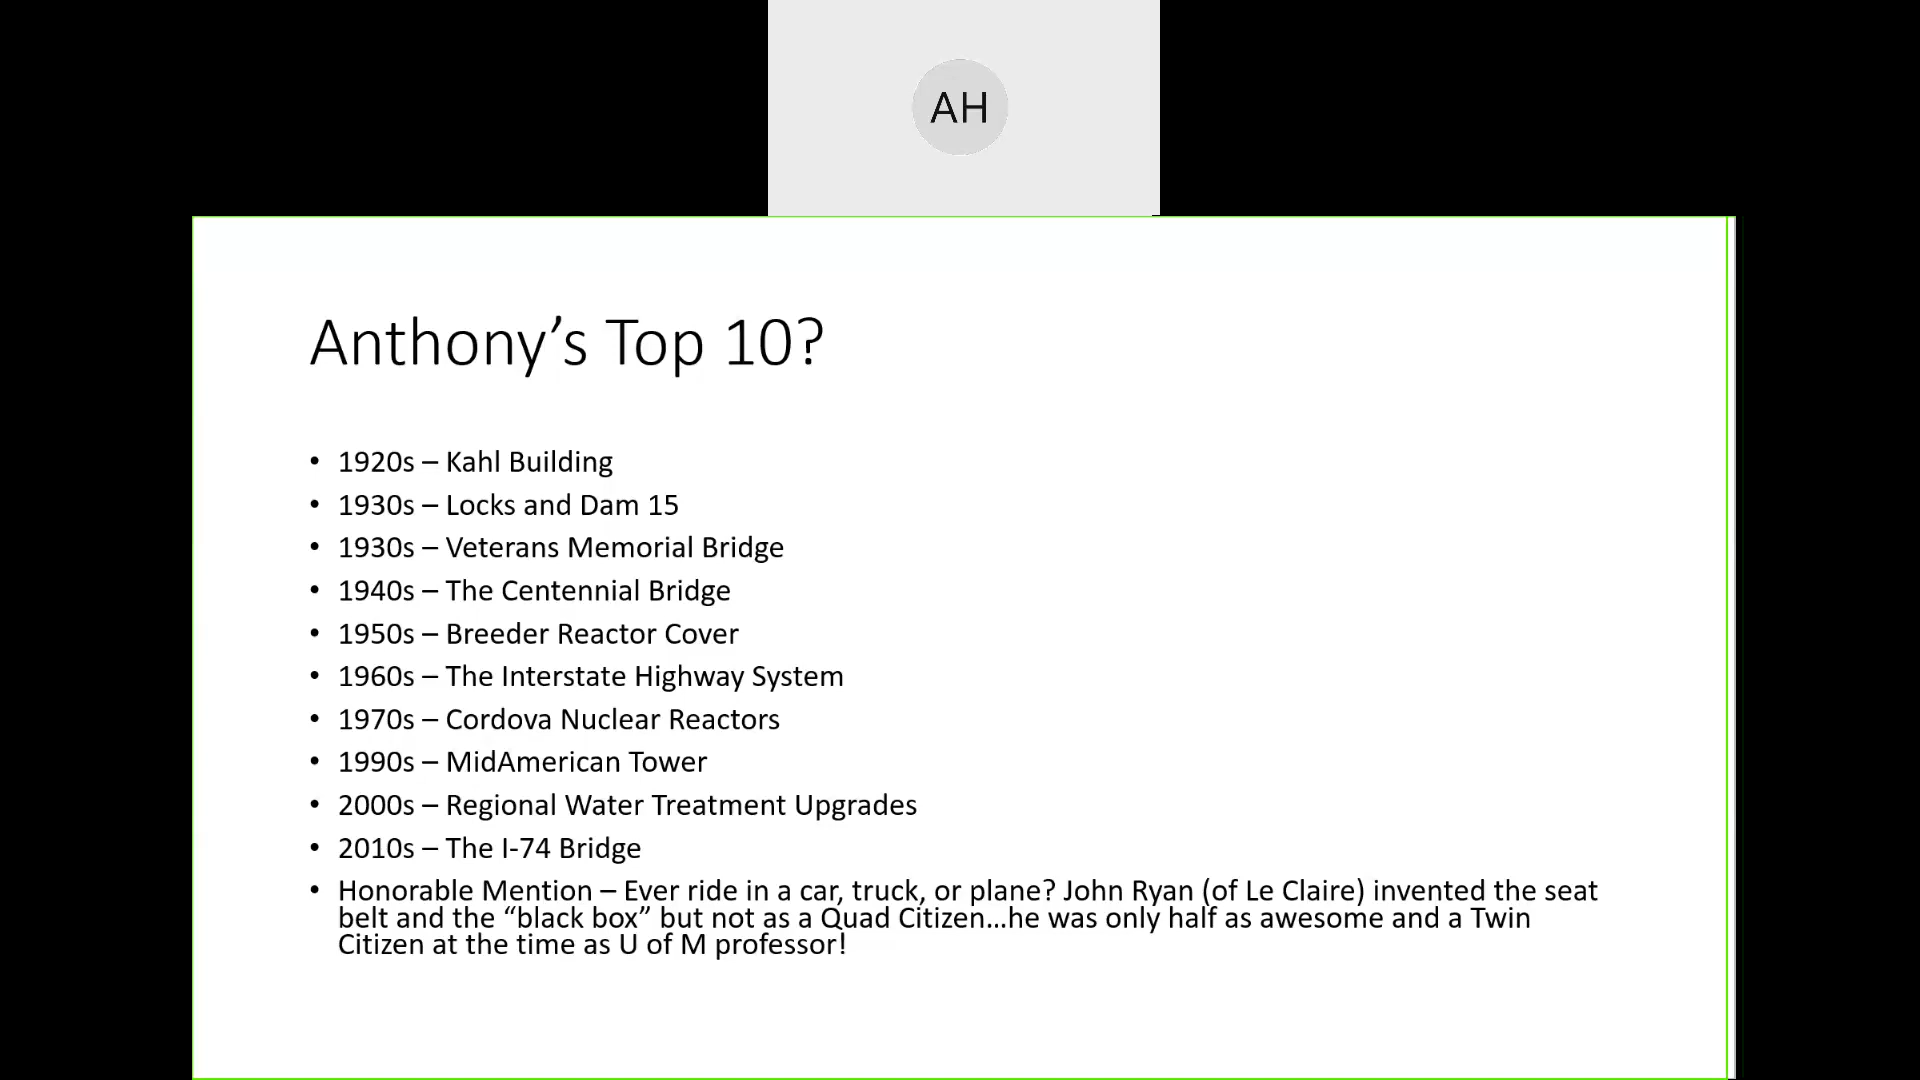 AH
Anthony’s Top 10?
• 1920s – Kahl Building
• 1930s – Locks and Dam 15
• 1930s – Veterans Memorial Bridge
• 1940s – The Centennial Bridge
• 1950s – Breeder Reactor Cover
• 1960s – The Interstate Highway System
• 1970s – Cordova Nuclear Reactors
• 1990s – MidAmerican Tower
• 2000s – Regional Water Treatment Upgrades
• 2010s – The I-74 Bridge
• Honorable Mention – Ever ride in a car, truck, or plane? John Ryan (of Le Claire) invented the seat
belt and the “black box” but not as a Quad Citizen…he was only half as awesome and a Twin
Citizen at the time as U of M professor!